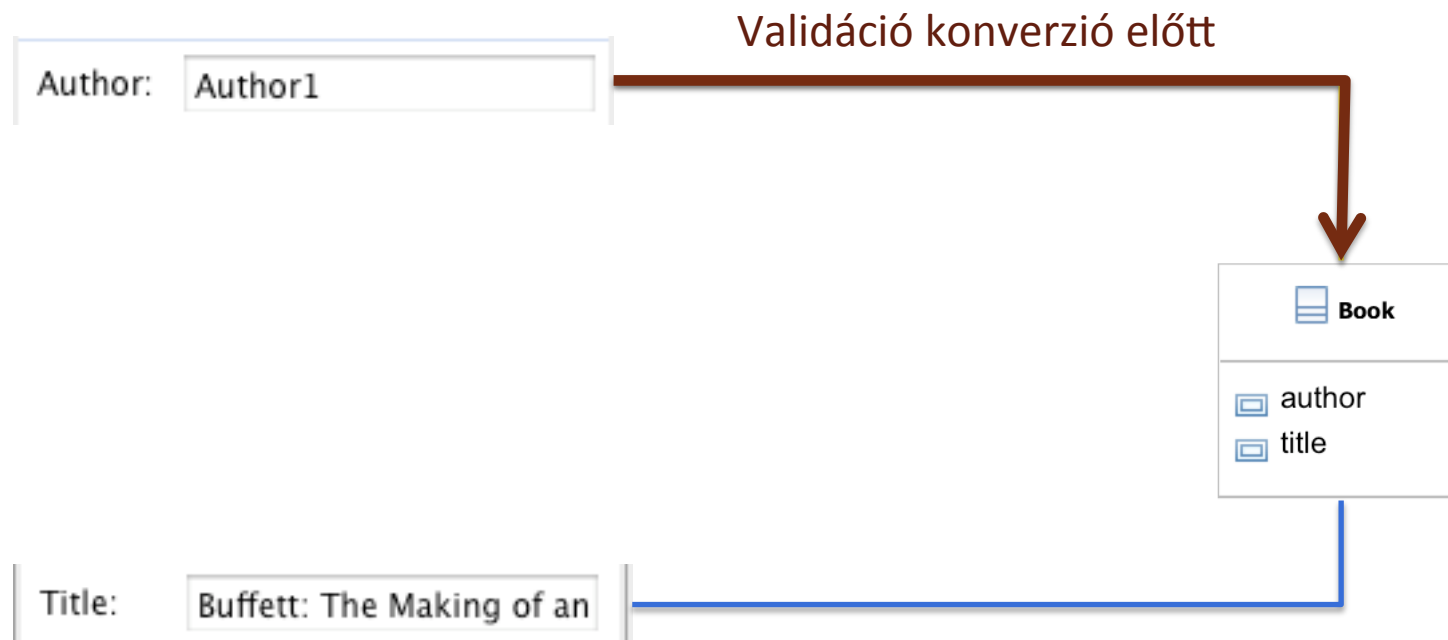 Validáció konverzió előtt
Author: Author1
Book
author
title
Title: Buffett: The Making of an